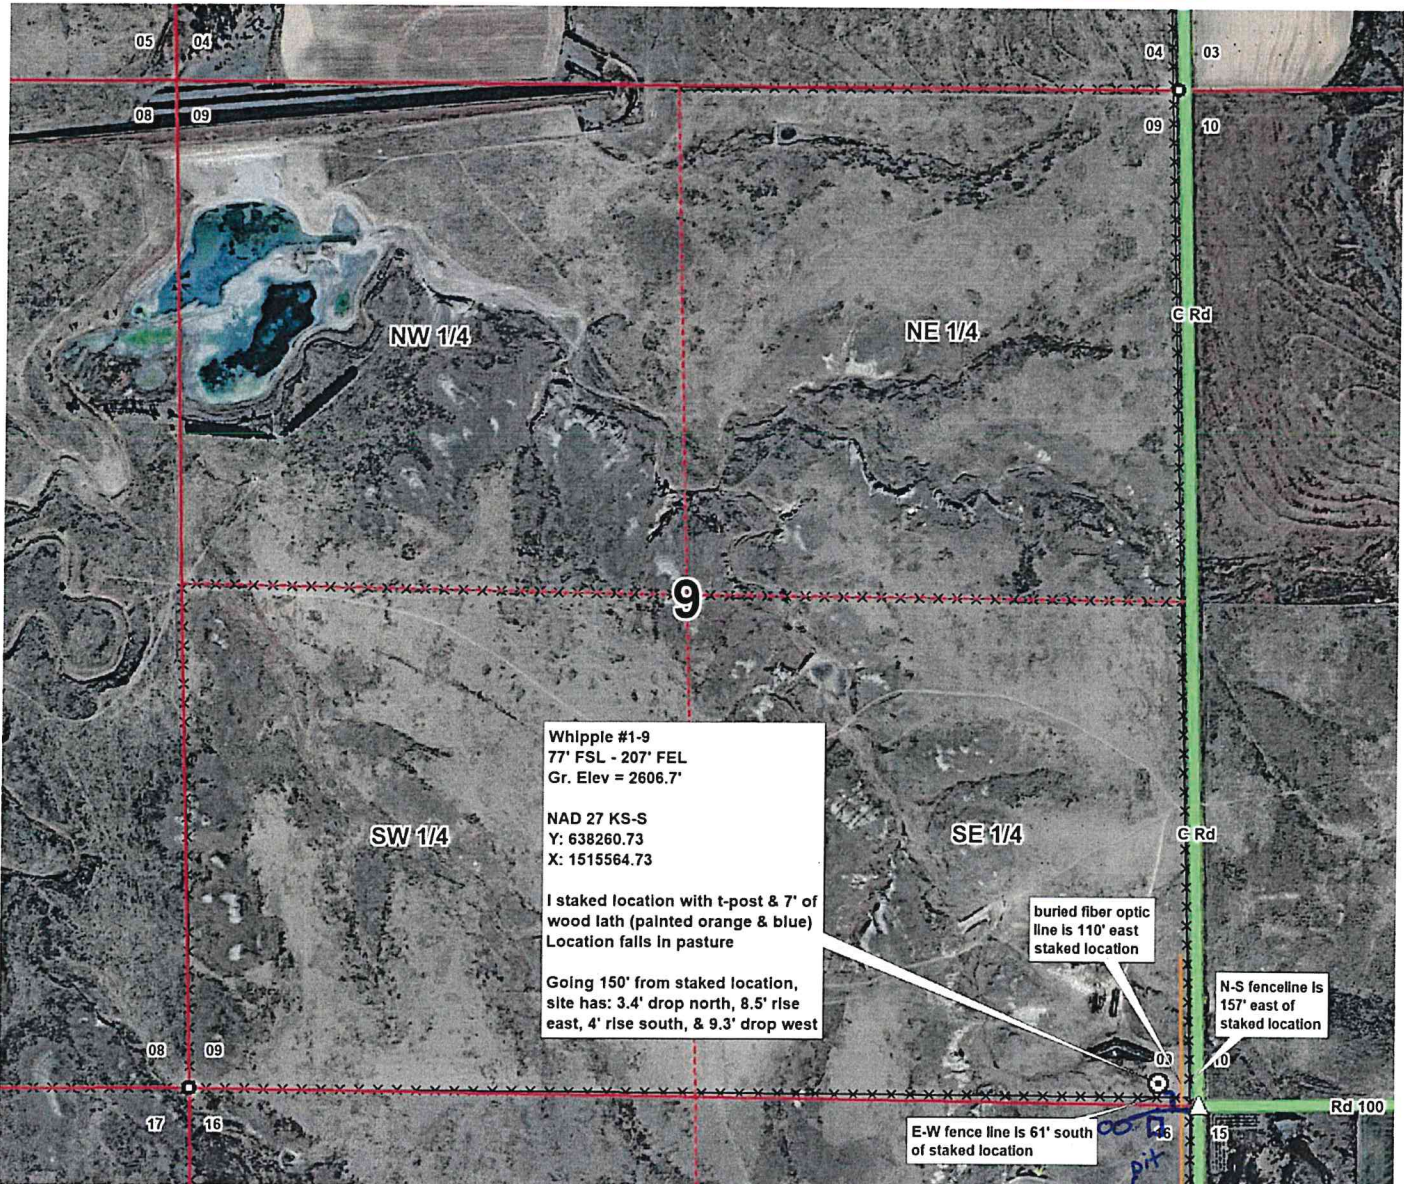 05 04
04 03
08 09
09 10
C Rd
NW 1/4
NE 1/4
9
Whipple #1-9
77' FSL - 207' FEL
Gr. Elev = 2606.7'
NAD 27 KS-S
Y: 638260.73
X: 1515564.73
I staked location with t-post & 7' of
wood lath (painted orange & blue)
Location falls in pasture
Going 150' from staked location,
site has: 3.4' drop north, 8.5' rise
east, 4' rise south, & 9.3' drop west
SW 1/4
SE 1/4
C Rd
buried fiber optic
line is 110' east
staked location
N-S fenceline is
157' east of
staked location
08 09
10
Rd 100
17 16
E-W fence line is 61' south
of staked location
16 15
pit